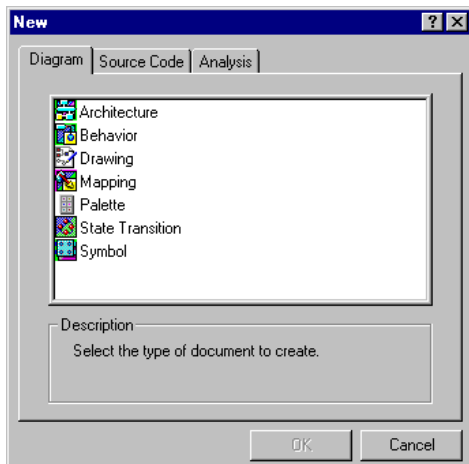 New
Diagram Source Code Analysis
Architecture
Behavior
Drawing
Mapping
Palette
State Transition
Symbol
Description
Select the type of document to create.
OK Cancel